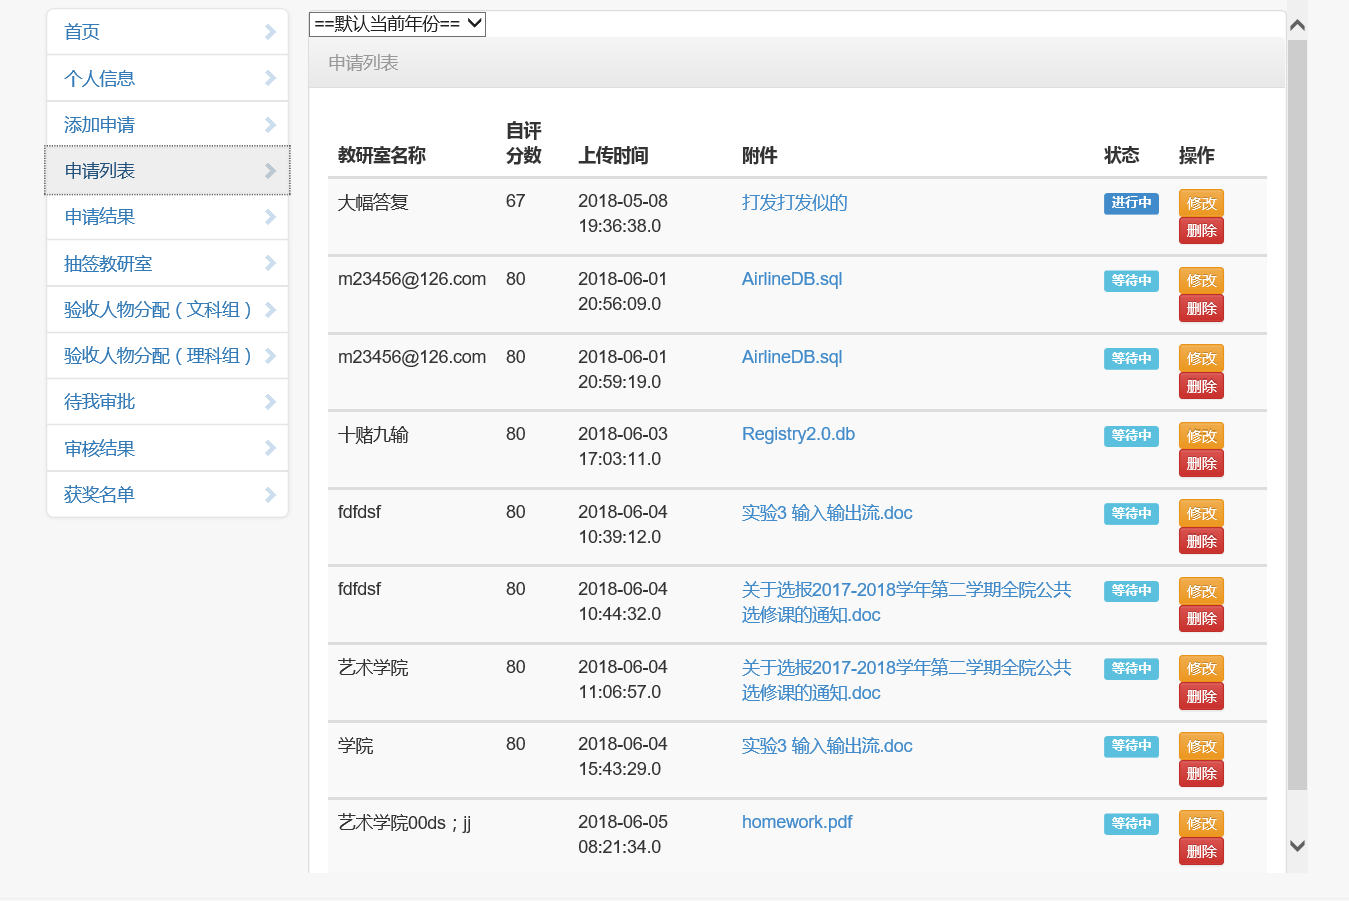 首页
个人信息
添加申请
申请列表
申请结果
抽签教研室
验收人物分配（文科组）
验收人物分配（理科组）
待我审批
审核结果
获奖名单
==默认当前年份==
申请列表
教研室名称 自评分数 上传时间 附件 状态 操作
大幅答复 67 2018-05-08 打发打发似的 进行中 修改
19:36:38.0 删除
m23456@126.com 80 2018-06-01 AirlineDB.sql 等待中 修改
20:56:09.0 删除
m23456@126.com 80 2018-06-01 AirlineDB.sql 等待中 修改
20:59:19.0 删除
十赌九输 80 2018-06-03 Registry2.0.db 等待中 修改
17:03:11.0 删除
fdfdsf 80 2018-06-04 实验3 输入输出流.doc 等待中 修改
10:39:12.0 删除
fdfdsf 80 2018-06-04 关于选报2017-2018学年第二学期全院公共 等待中 修改
10:44:32.0 选修课的通知.doc 删除
艺术学院 80 2018-06-04 关于选报2017-2018学年第二学期全院公共 等待中 修改
11:06:57.0 选修课的通知.doc 删除
学院 80 2018-06-04 实验3 输入输出流.doc 等待中 修改
15:43:29.0 删除
艺术学院00ds；jj 2018-06-05 homework.pdf 等待中 修改
08:21:34.0 删除